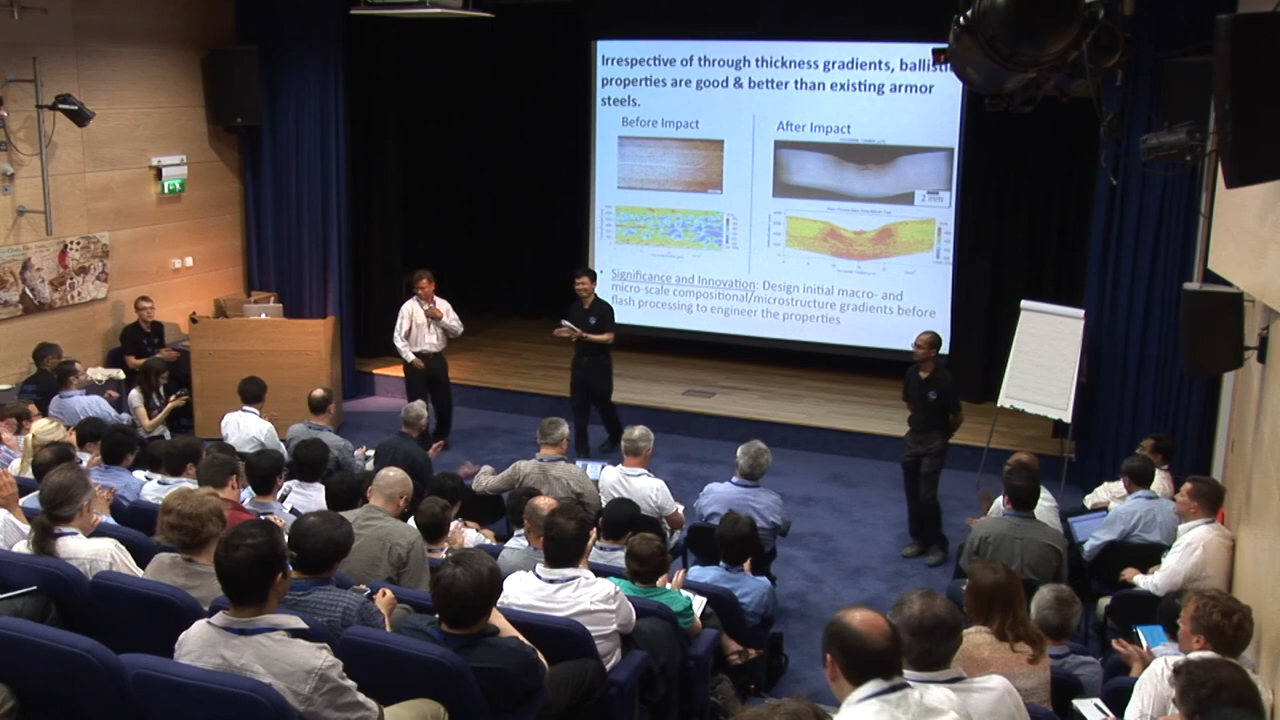 Irrespective of through thickness gradients, ballistic
properties are good & better than existing armor
steels.
Before Impact
After Impact
2 mm
• Significance and Innovation: Design initial macro- and
micro-scale compositional/microstructure gradients before
flash processing to engineer the properties